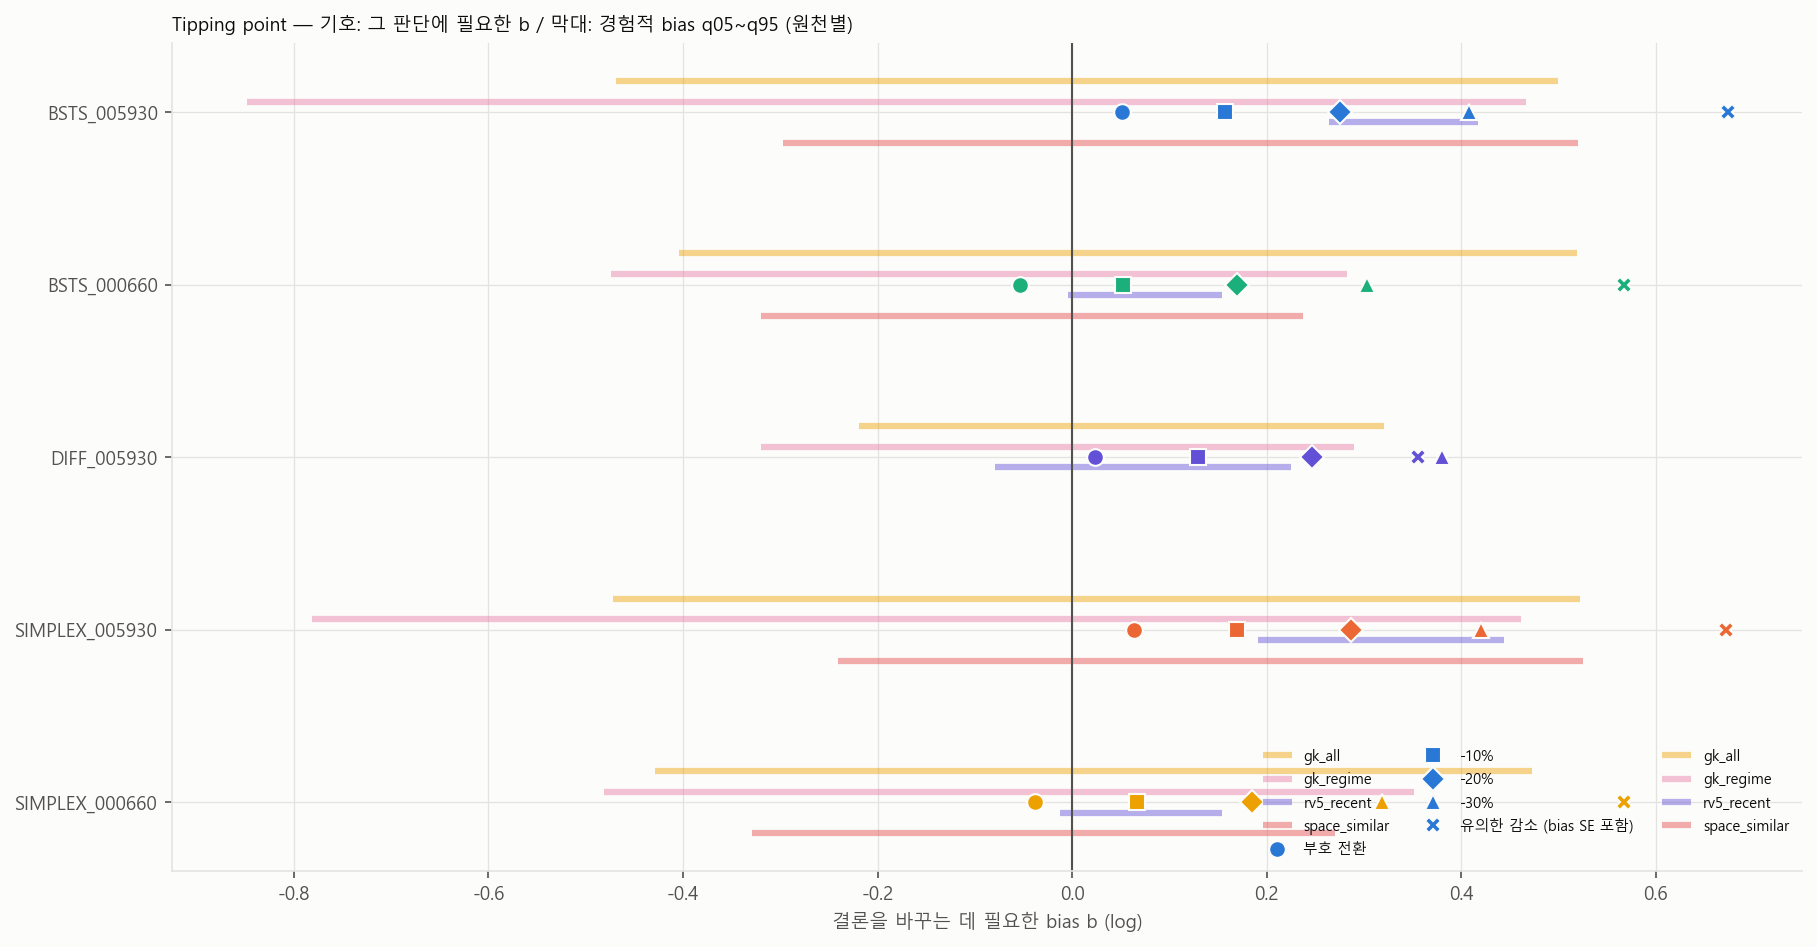 Tipping point — 기호: 그 판단에 필요한 b / 막대: 경험적 bias q05~q95 (원천별)
BSTS_005930
BSTS_000660
DIFF_005930
SIMPLEX_005930
SIMPLEX_000660
gk_all
gk_regime
rv5_recent
space_similar
부호 전환
-10%
-20%
-30%
유의한 감소 (bias SE 포함)
gk_all
gk_regime
rv5_recent
space_similar
-0.8 -0.6 -0.4 -0.2 0.0 0.2 0.4 0.6
결론을 바꾸는 데 필요한 bias b (log)